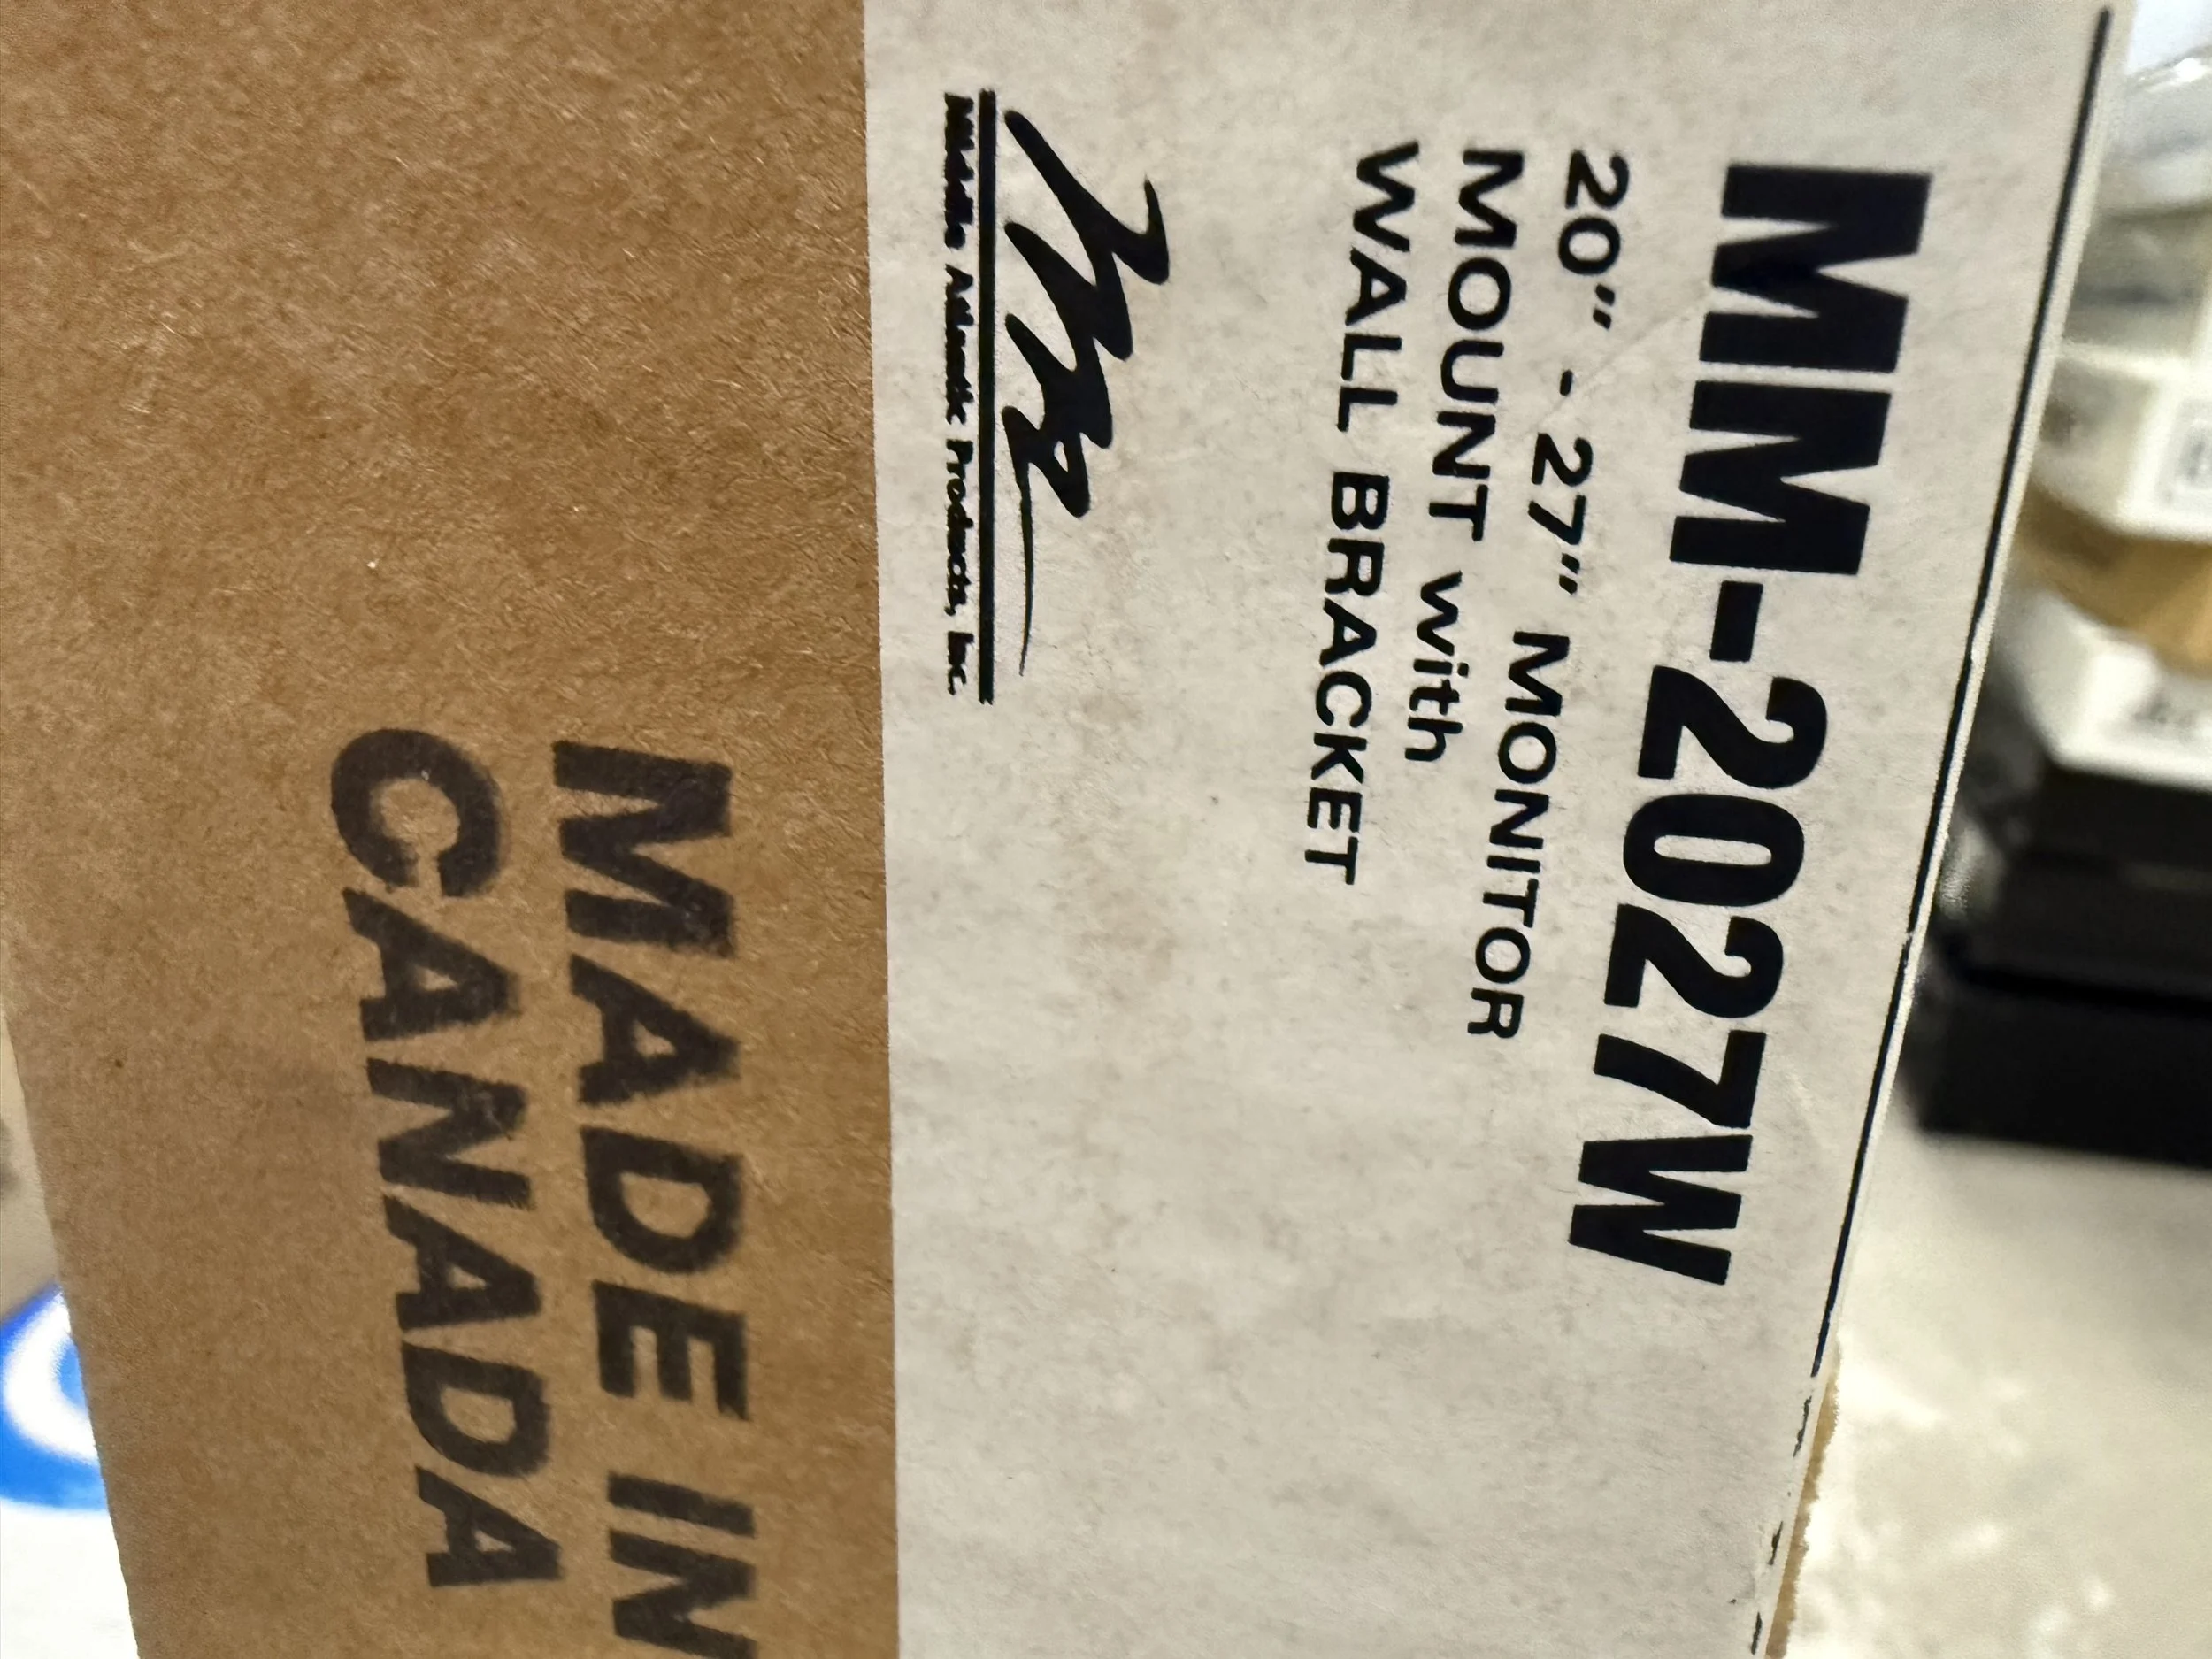 MM-2027W
20" - 27" MONITOR
MOUNT with
WALL BRACKET
Middle Atlantic Products, Inc.
MADE IN
CANADA